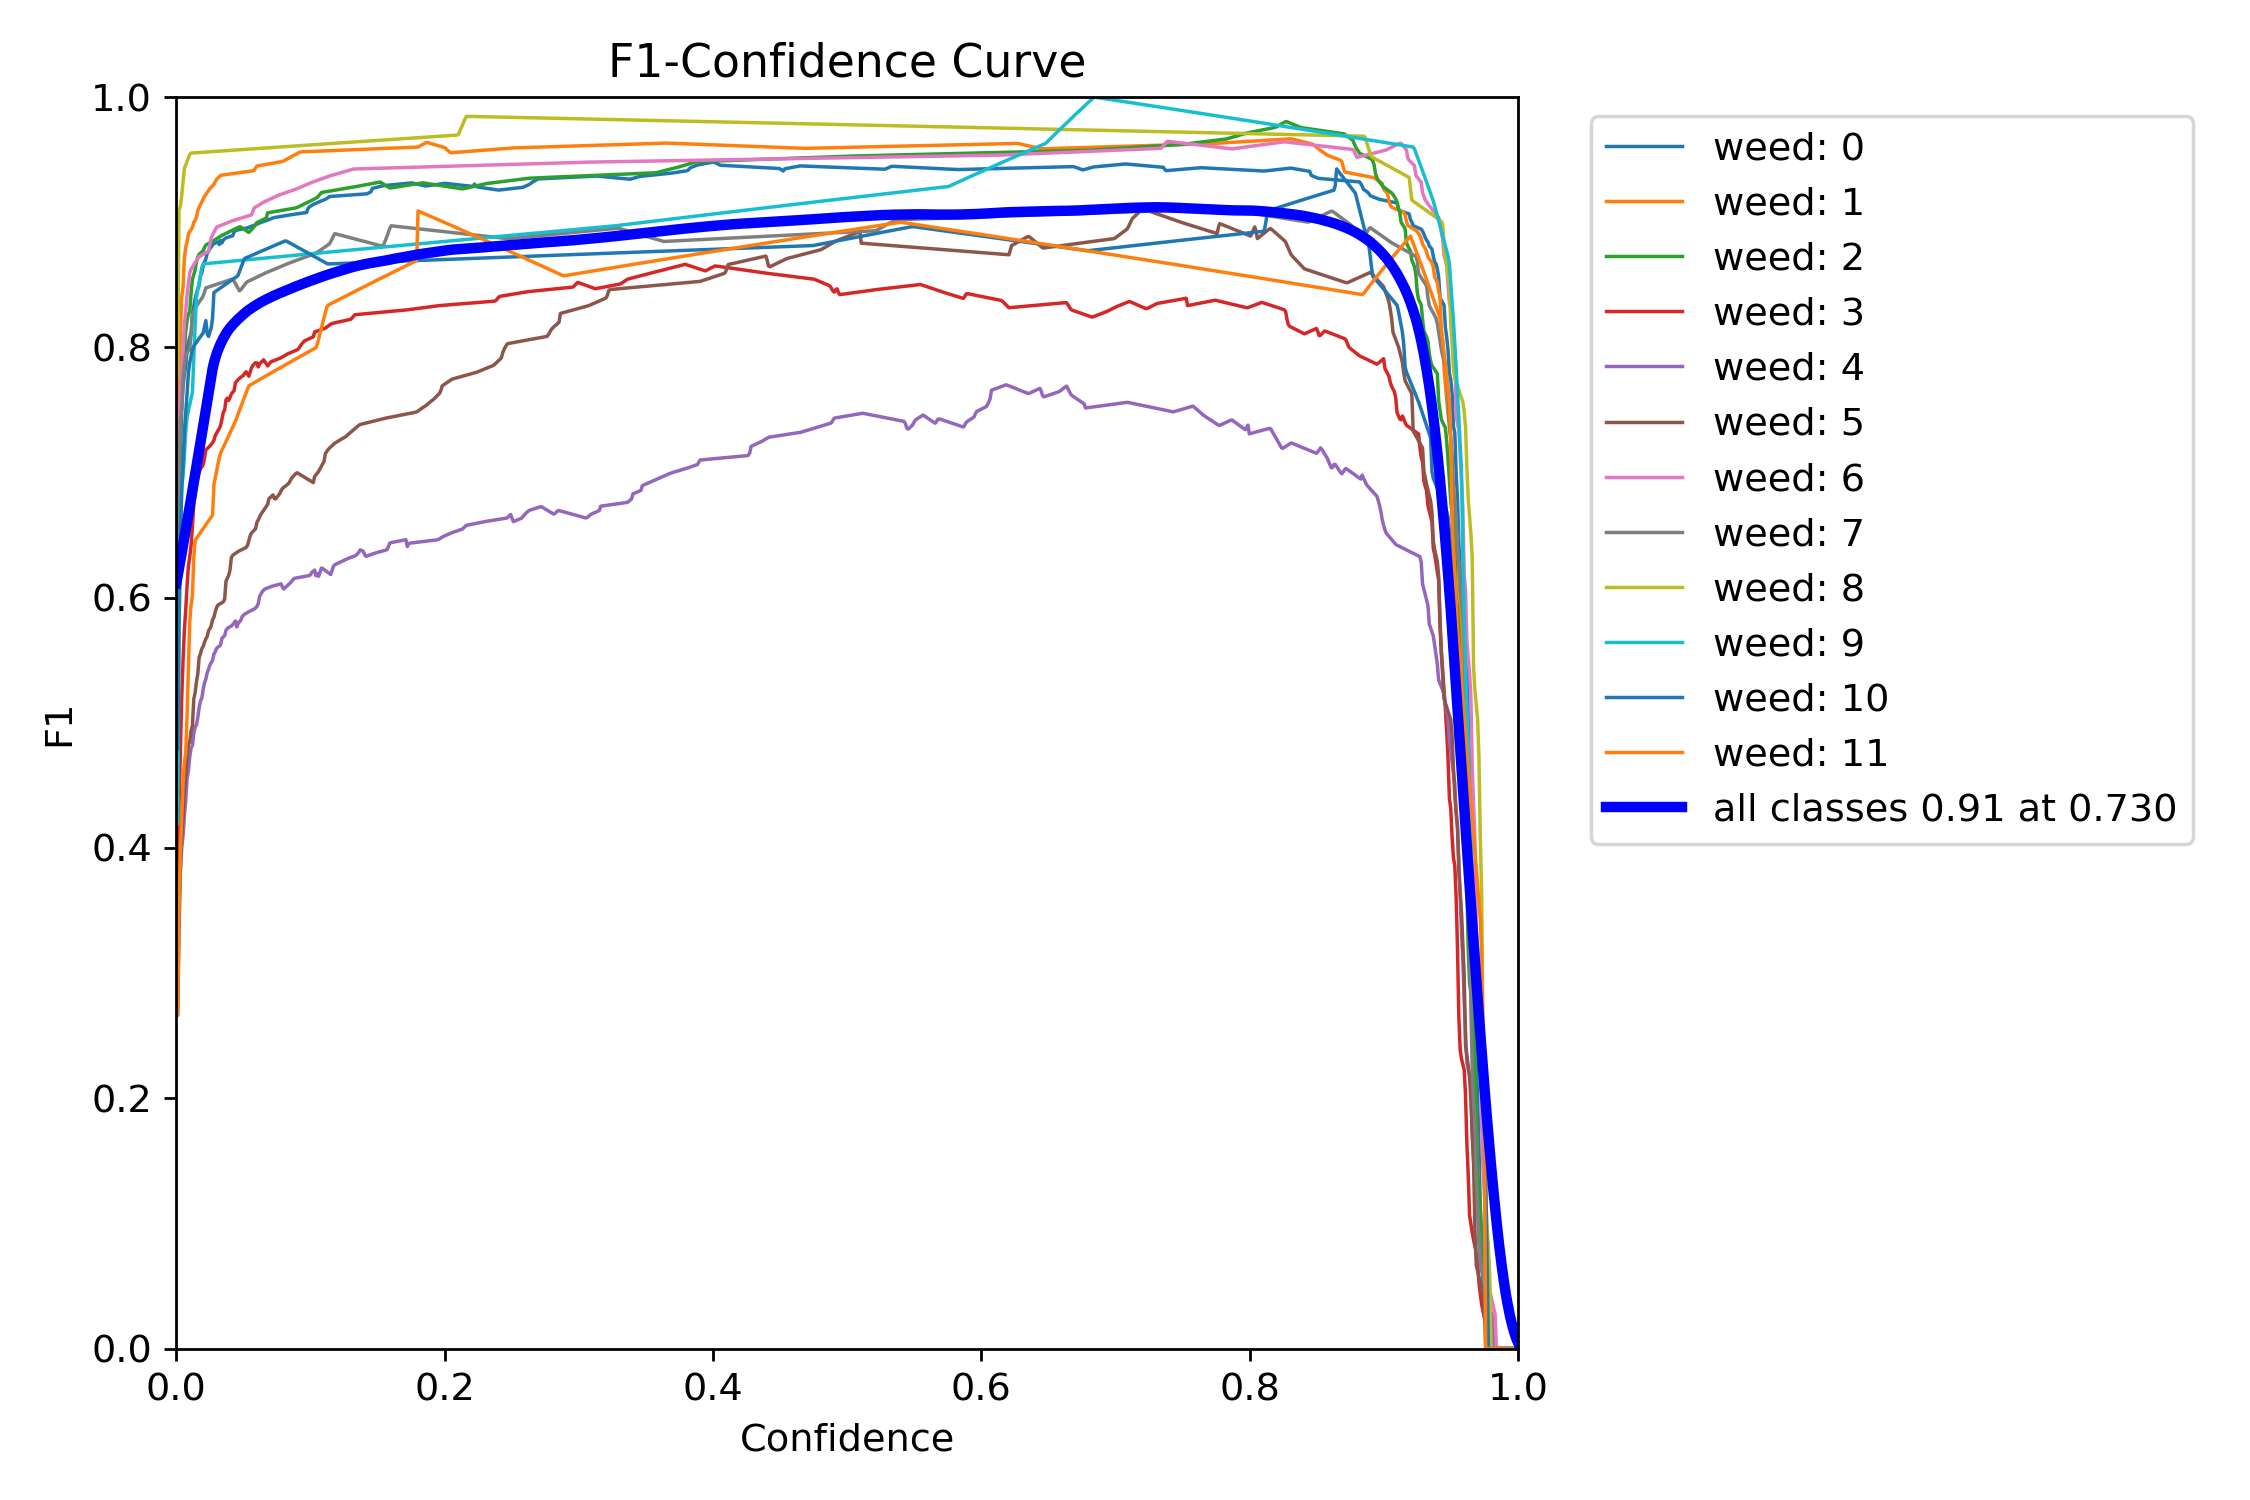 F1-Confidence Curve
1.0
0.8
0.6
0.4
0.2
0.0
F1
0.0 0.2 0.4 0.6 0.8 1.0
Confidence
weed: 0
weed: 1
weed: 2
weed: 3
weed: 4
weed: 5
weed: 6
weed: 7
weed: 8
weed: 9
weed: 10
weed: 11
all classes 0.91 at 0.730